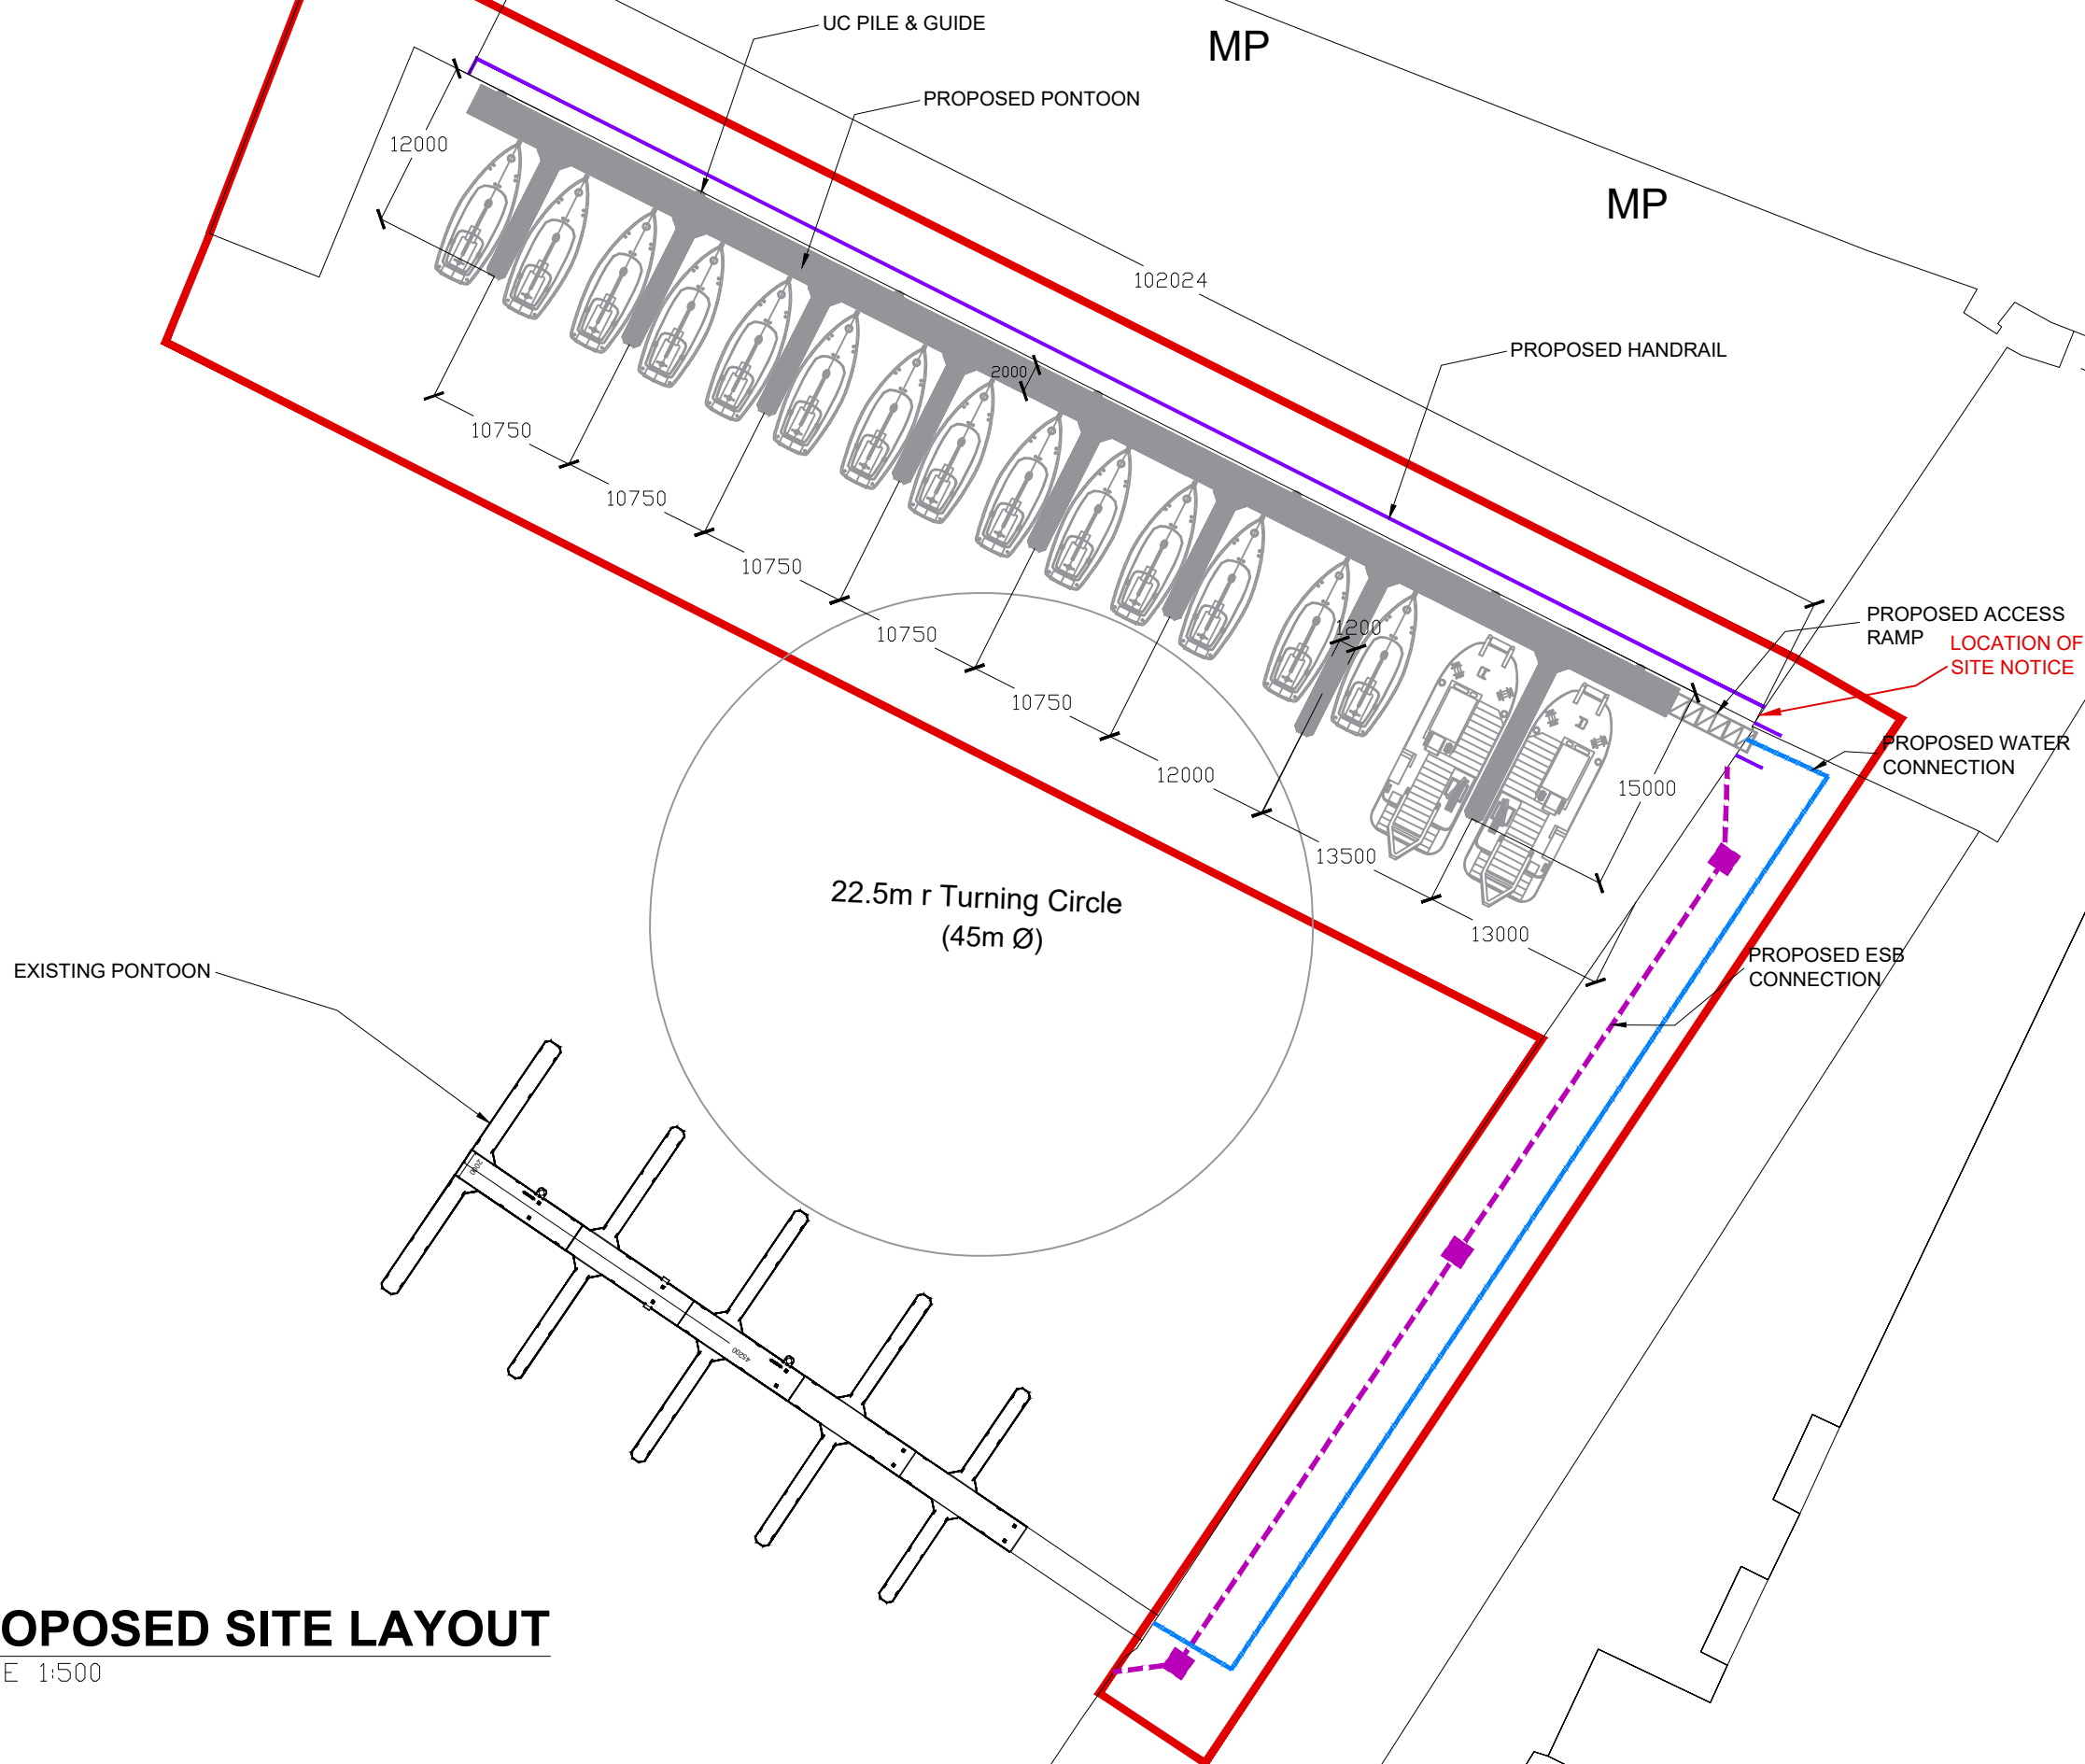 UC PILE & GUIDE
MP
PROPOSED PONTOON
12000
MP
102024
PROPOSED HANDRAIL
2000
10750
10750
10750
10750
10750
12000
13500
13000
1200
15000
PROPOSED ACCESS
RAMP
LOCATION OF
SITE NOTICE
PROPOSED WATER
CONNECTION
22.5m r Turning Circle
(45m Ø)
PROPOSED ESB
CONNECTION
EXISTING PONTOON
2000
45200
OPOSED SITE LAYOUT
E 1:500